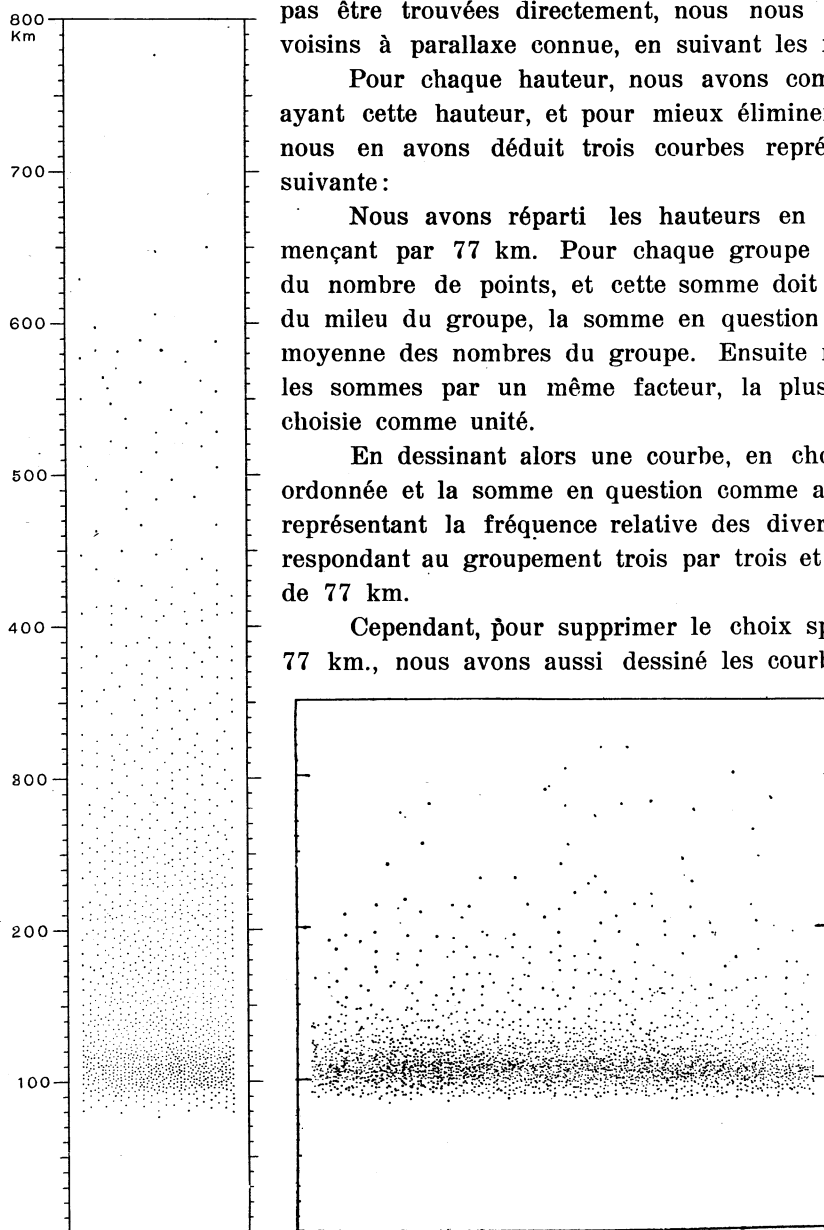 800
Km
700
600
500
400
800
200
100
pas être trouvées directement, nous nous
voisins à parallaxe connue, en suivant les
Pour chaque hauteur, nous avons com
ayant cette hauteur, et pour mieux élimine
nous en avons déduit trois courbes repré
suivante:
Nous avons réparti les hauteurs en
mençant par 77 km. Pour chaque groupe
du nombre de points, et cette somme doit
du mileu du groupe, la somme en question
moyenne des nombres du groupe. Ensuite
les sommes par un même facteur, la plus
choisie comme unité.
En dessinant alors une courbe, en cho
ordonnée et la somme en question comme a
représentant la fréquence relative des diver
respondant au groupement trois par trois et
de 77 km.
Cependant, pour supprimer le choix sp
77 km., nous avons aussi dessiné les courb